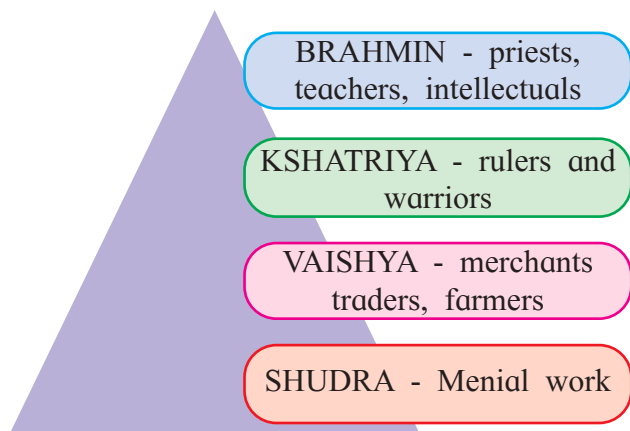 BRAHMIN - priests,
teachers, intellectuals
KSHATRIYA - rulers and
warriors
VAISHYA - merchants
traders, farmers
SHUDRA - Menial work